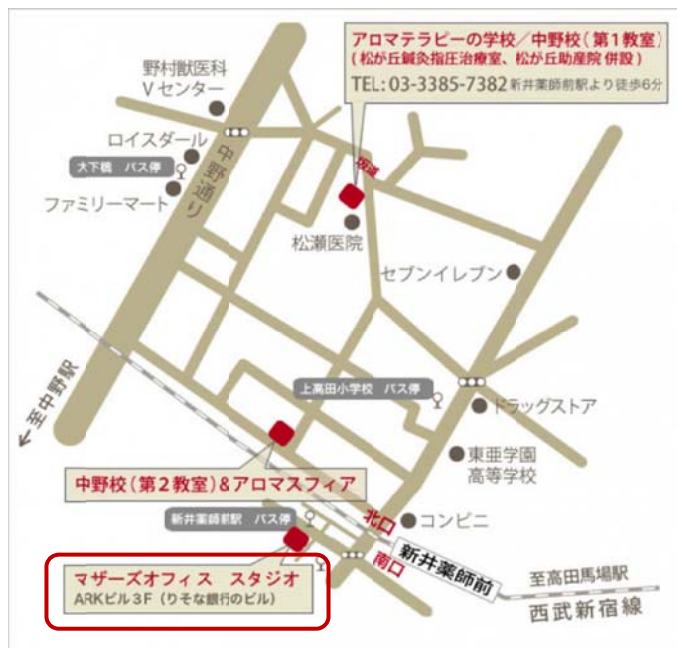 アロマテラピーの学校／中野校（第1教室）
（松が丘鍼灸指圧治療室、松が丘助産院 併設）
TEL: 03-3385-7382 新井薬師前駅より徒歩6分
野村獣医科
Vセンター
ロイスダール
大下橋 バス停
ファミリーマート
中野通り
坂道
松瀬医院
セブンイレブン
上高田小学校 バス停
ドラッグストア
東亜学園
高等学校
←至中野駅
中野校（第2教室）&アロマスフィア
新井薬師前駅 バス停
北口
コンビニ
南口
新井薬師前
マザーズオフィス スタジオ
ARKビル3F（りそな銀行のビル）
至高田馬場駅
西武新宿線